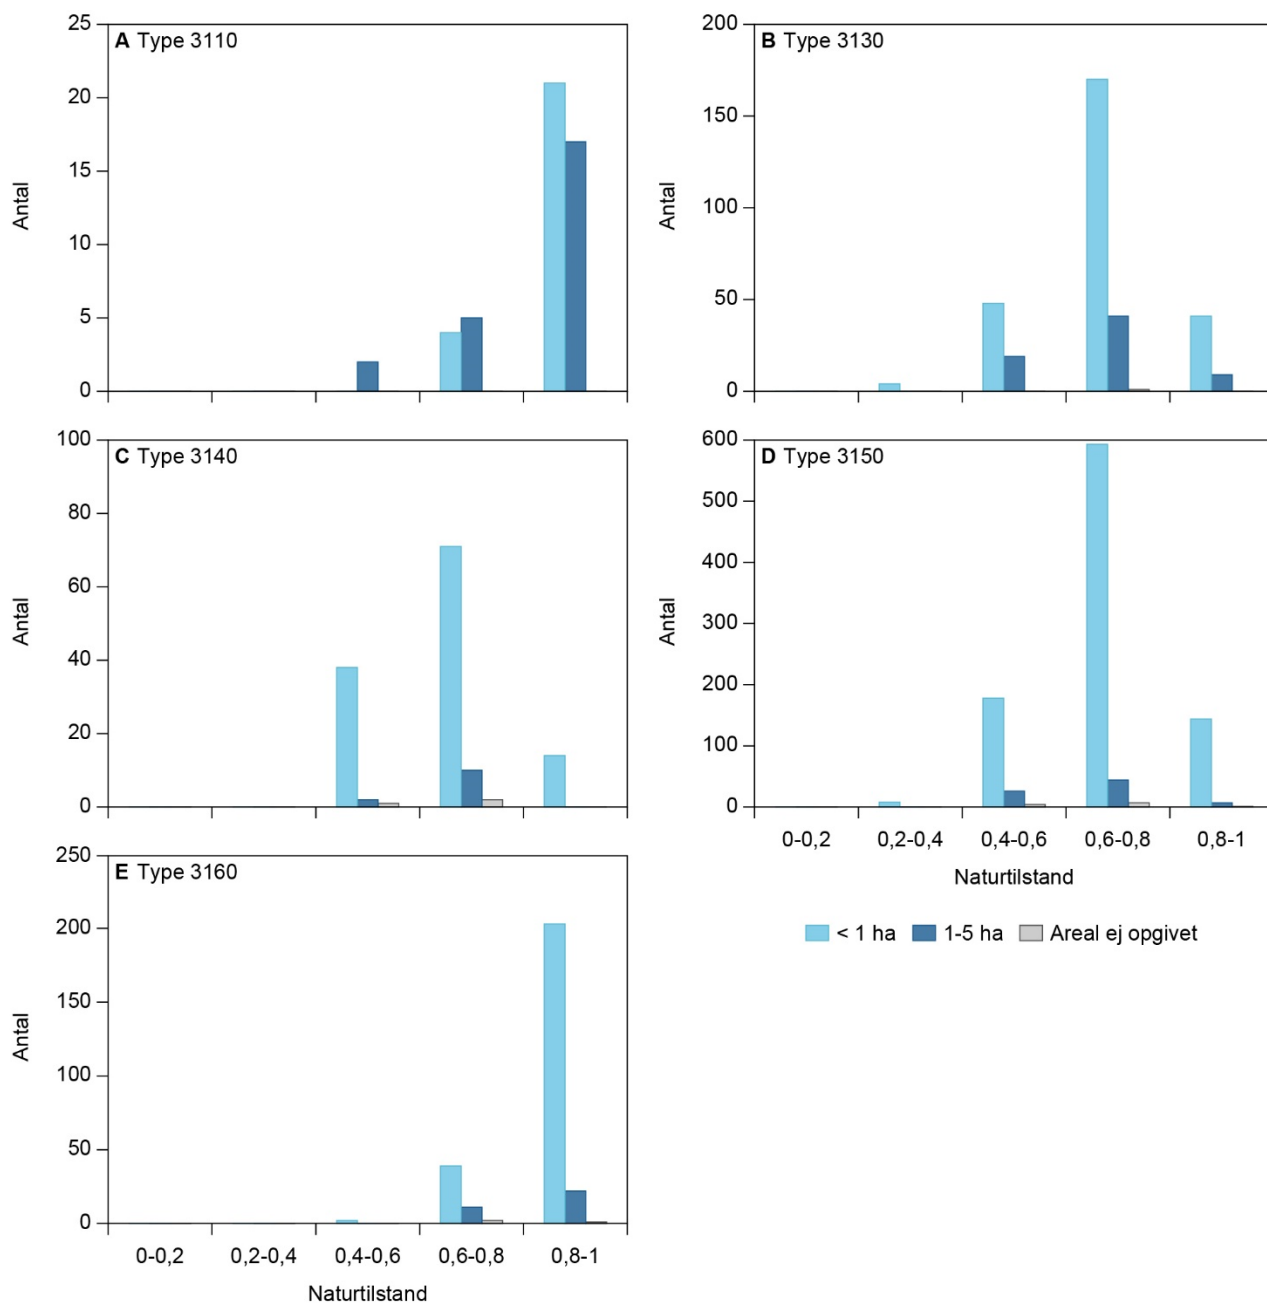 A Type 3110
25
20
15
10
5
0
Antal
B Type 3130
200
150
100
50
0
Antal
C Type 3140
100
80
60
40
20
0
Antal
D Type 3150
600
500
400
300
200
100
0
Antal
0-0,2 0,2-0,4 0,4-0,6 0,6-0,8 0,8-1
Naturtilstand
< 1 ha 1-5 ha Areal ej opgivet
E Type 3160
250
200
150
100
50
0
Antal
0-0,2 0,2-0,4 0,4-0,6 0,6-0,8 0,8-1
Naturtilstand